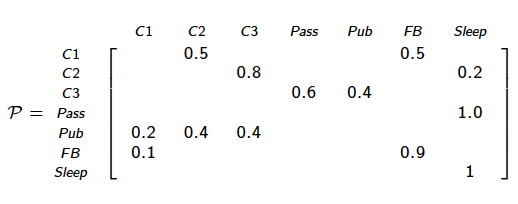 C1 C2 C3 Pass Pub FB Sleep
C1 0.5 0.5
C2 0.8 0.2
C3 0.6 0.4
𝒫 = Pass 1.0
Pub 0.2 0.4 0.4
FB 0.1 0.9
Sleep 1